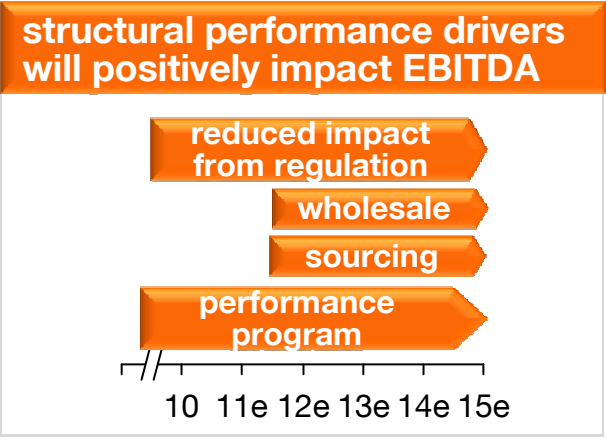 structural performance drivers
will positively impact EBITDA
reduced impact
from regulation
wholesale
sourcing
performance
program
10 11e 12e 13e 14e 15e